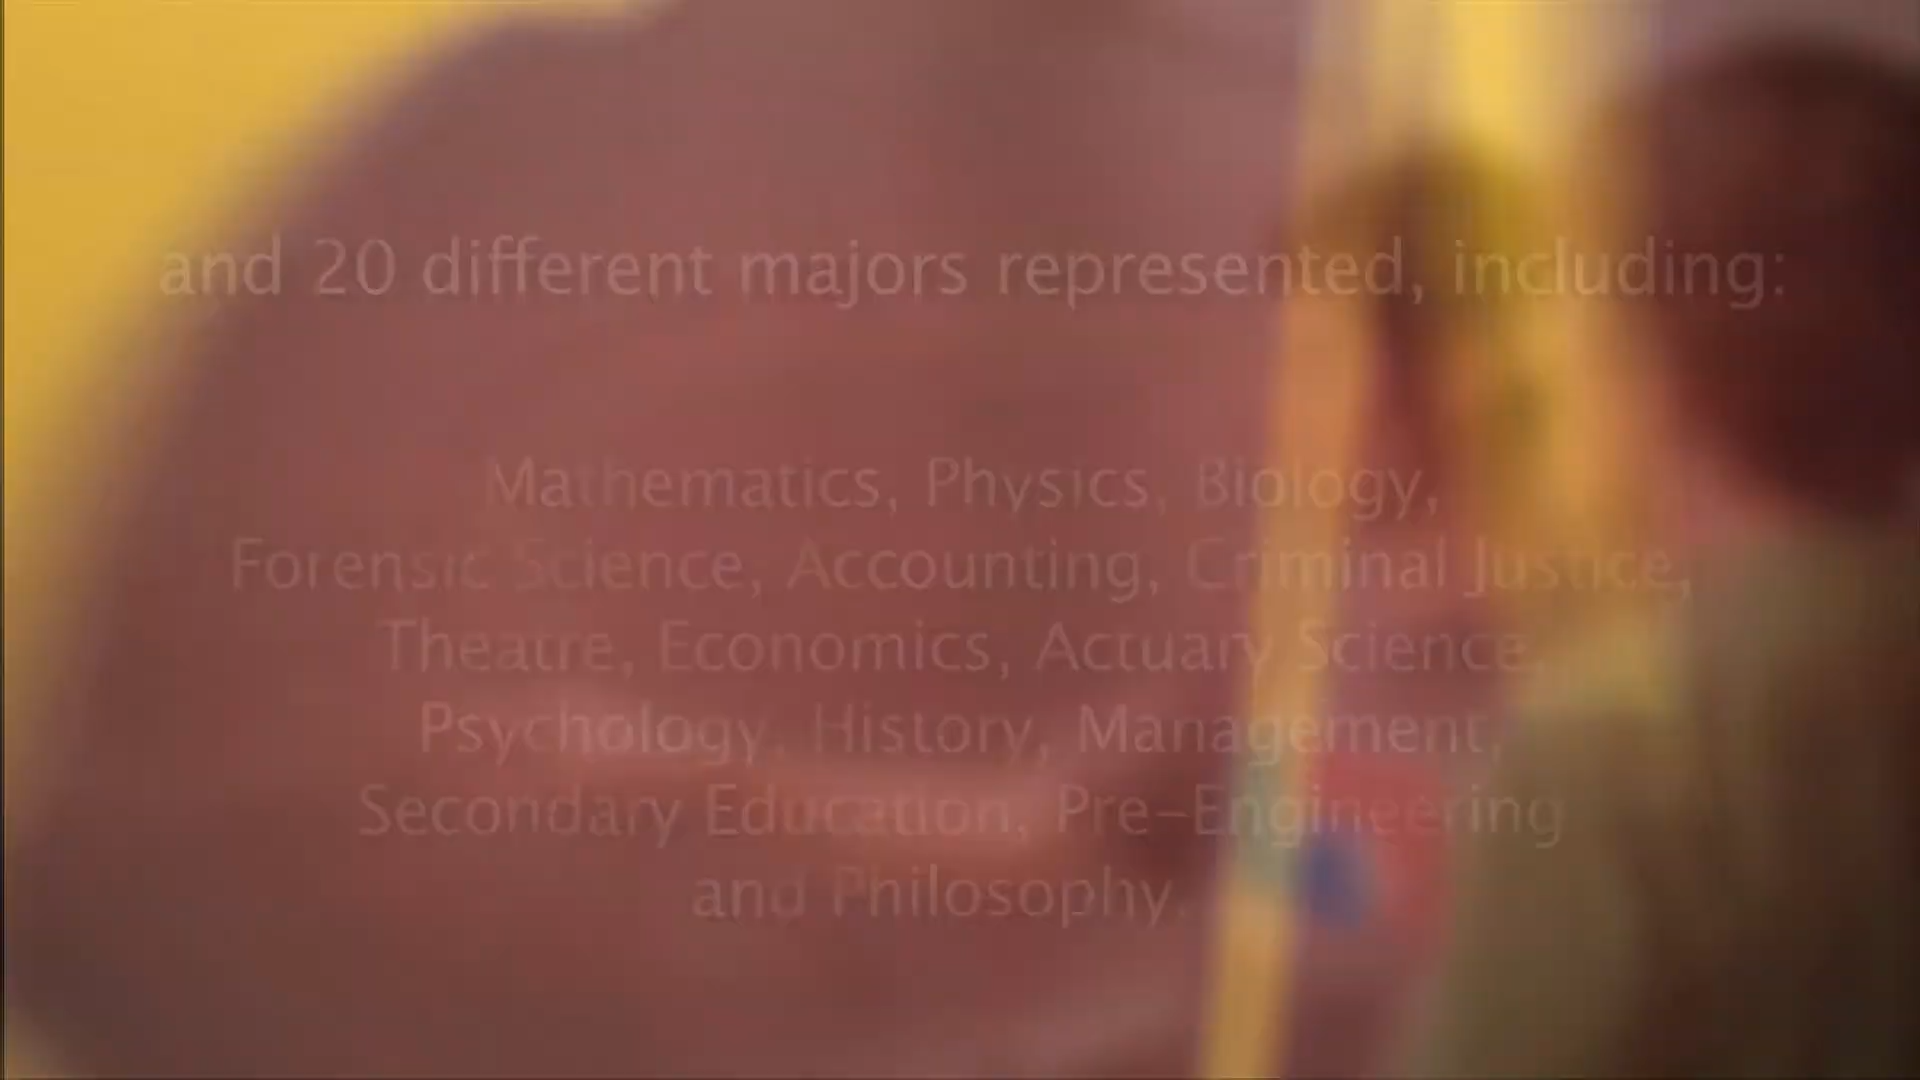 and 20 different majors represented, including:
Mathematics, Physics, Biology,
Forensic Science, Accounting, Criminal Justice,
Theatre, Economics, Actuary Science,
Psychology, History, Management,
Secondary Education, Pre-Engineering
and Philosophy.